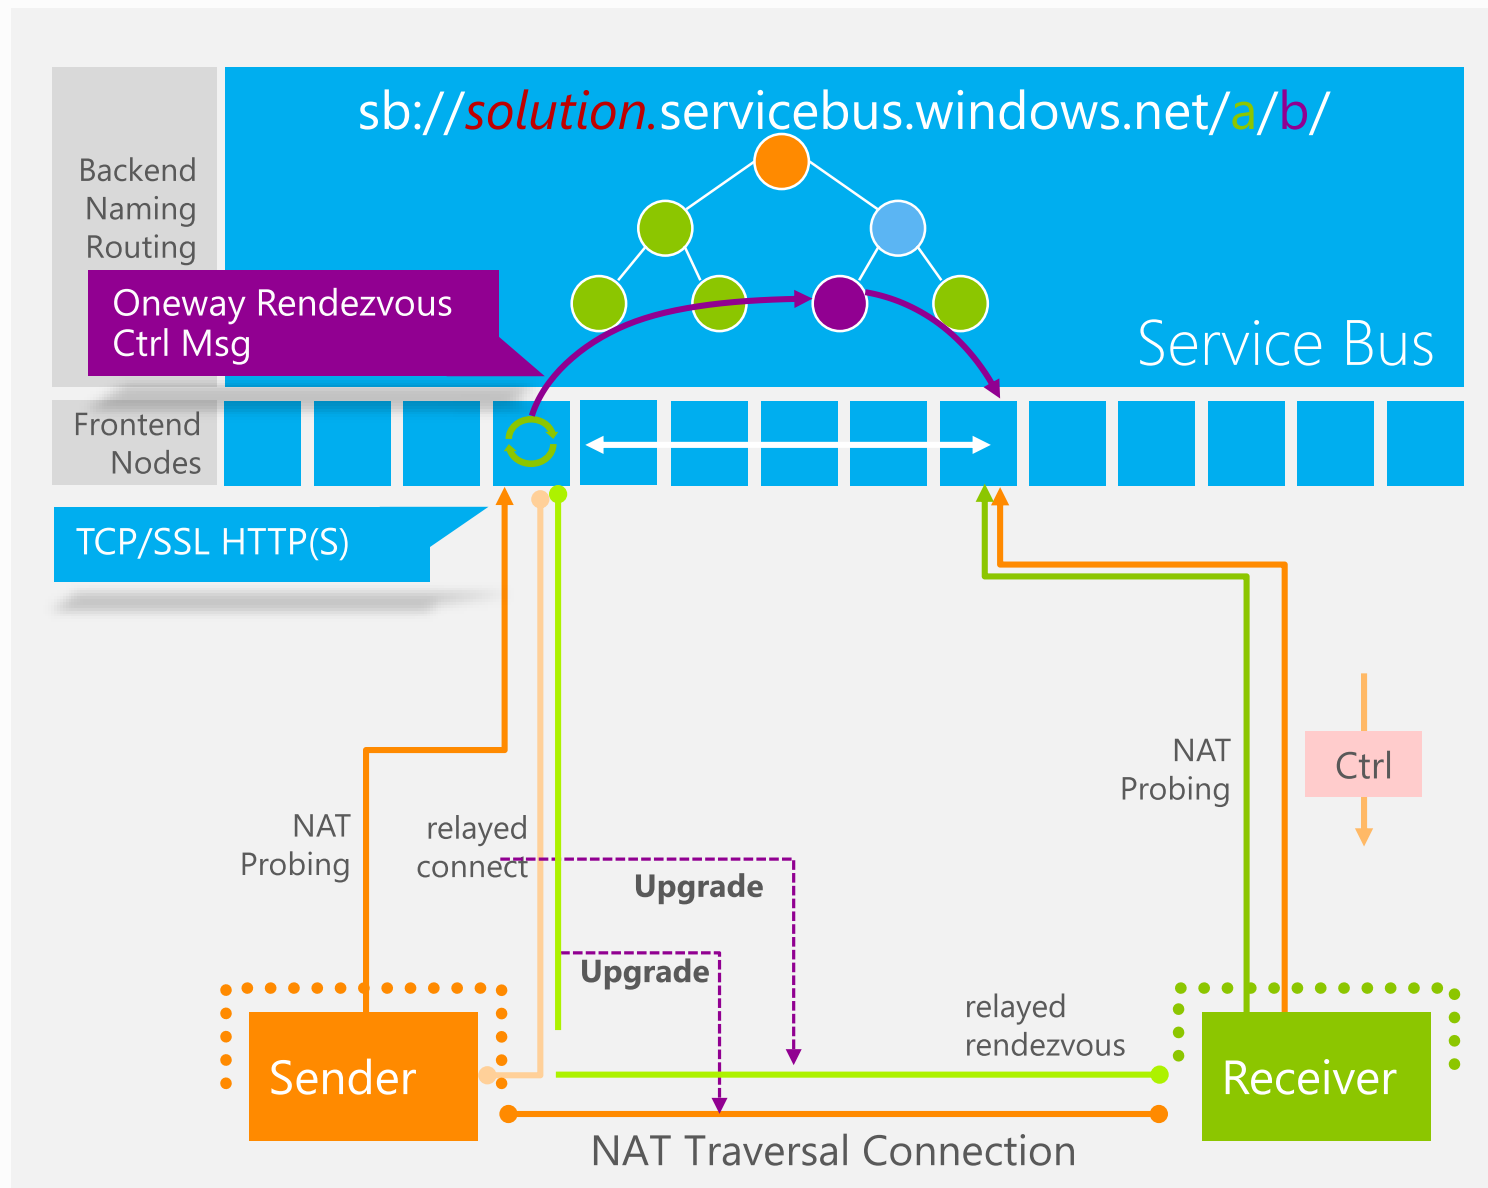 sb://solution.servicebus.windows.net/a/b/
Backend
Naming
Routing
Oneway Rendezvous
Ctrl Msg
Service Bus
Frontend
Nodes
TCP/SSL HTTP(S)
NAT
Probing
relayed
connect
Upgrade
Upgrade
NAT
Probing
Ctrl
relayed
rendezvous
Sender
Receiver
NAT Traversal Connection